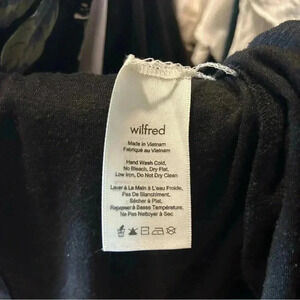 wilfred
Made in Vietnam
Fabriqué au Vietnam
Hand Wash Cold,
No Bleach, Dry Flat,
Low Iron, Do Not Dry Clean
Laver à La Main à L'eau Froide,
Pas De Blanchiment,
Sécher à Plat,
Repasser à Basse Température,
Ne Pas Nettoyer à Sec